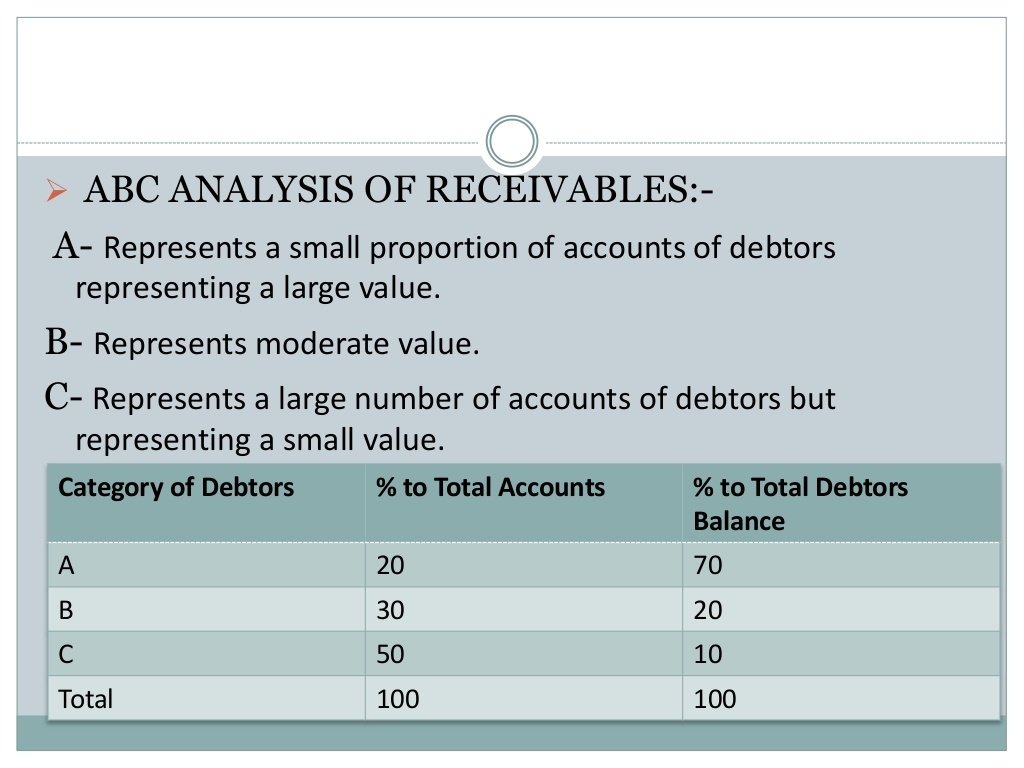 ABC ANALYSIS OF RECEIVABLES:-
A- Represents a small proportion of accounts of debtors
representing a large value.
B- Represents moderate value.
C- Represents a large number of accounts of debtors but
representing a small value.
Category of Debtors % to Total Accounts % to Total Debtors
Balance
A 20 70
B 30 20
C 50 10
Total 100 100